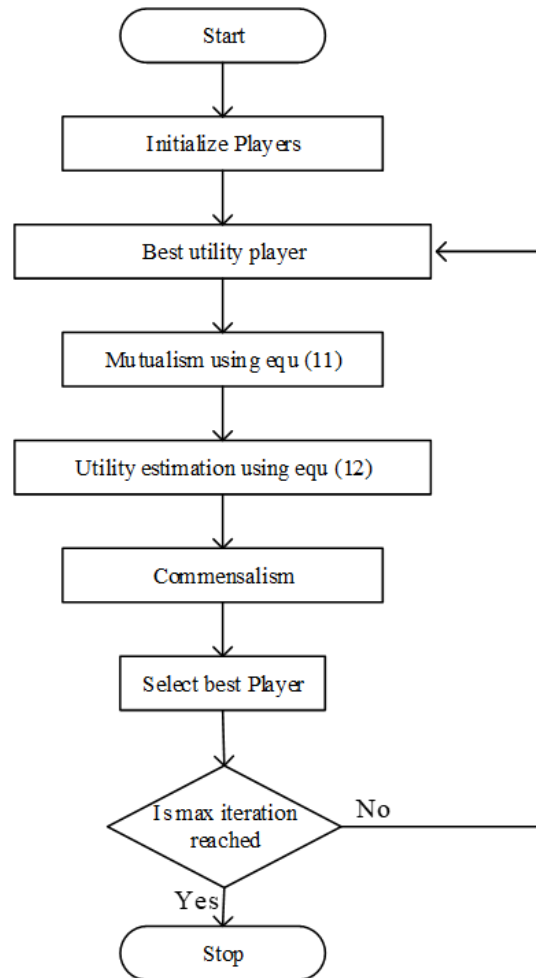 Start
Initialize Players
Best utility player
Mutualism using equ (11)
Utility estimation using equ (12)
Commensalism
Select best Player
Is max iteration
reached
No
Yes
Stop